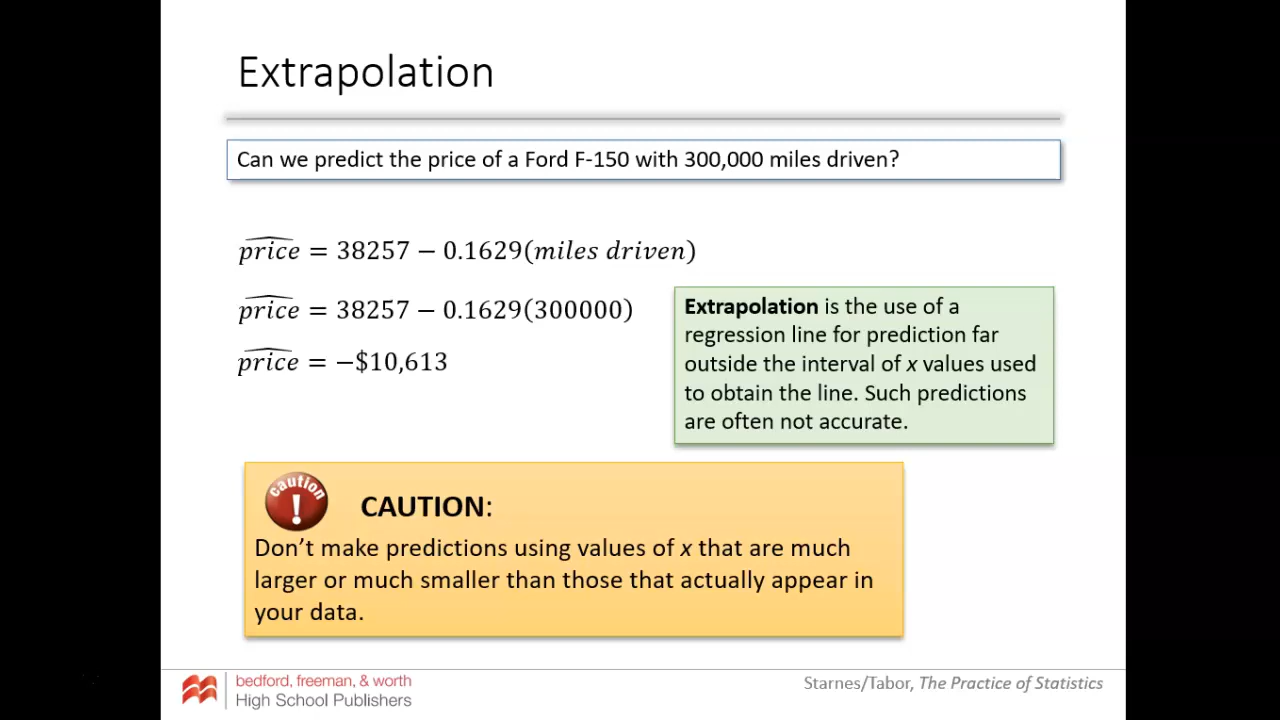 Extrapolation
Can we predict the price of a Ford F-150 with 300,000 miles driven?
$\widehat{price} = 38257 - 0.1629(miles\ driven)$
$\widehat{price} = 38257 - 0.1629(300000)$
$\widehat{price} = -\$10,613$
Extrapolation is the use of a
regression line for prediction far
outside the interval of x values used
to obtain the line. Such predictions
are often not accurate.
caution
!
CAUTION:
Don’t make predictions using values of x that are much
larger or much smaller than those that actually appear in
your data.
bedford, freeman, & worth
High School Publishers
Starnes/Tabor, The Practice of Statistics